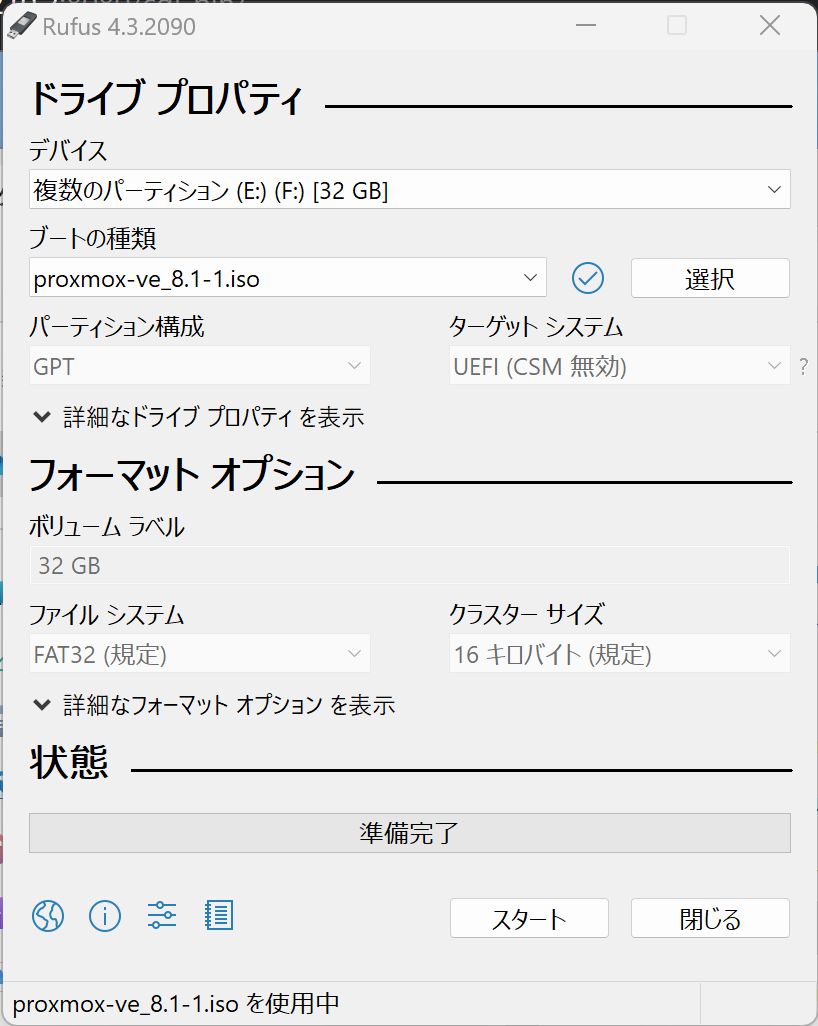 Rufus 4.3.2090
ドライブ プロパティ
デバイス
複数のパーティション (E:) (F:) [32 GB]
ブートの種類
proxmox-ve_8.1-1.iso
選択
パーティション構成
ターゲット システム
GPT
UEFI (CSM 無効)
?
詳細なドライブ プロパティ を表示
フォーマット オプション
ボリューム ラベル
32 GB
ファイル システム
クラスター サイズ
FAT32 (規定)
16 キロバイト (規定)
詳細なフォーマット オプション を表示
状態
準備完了
スタート
閉じる
proxmox-ve_8.1-1.iso を使用中